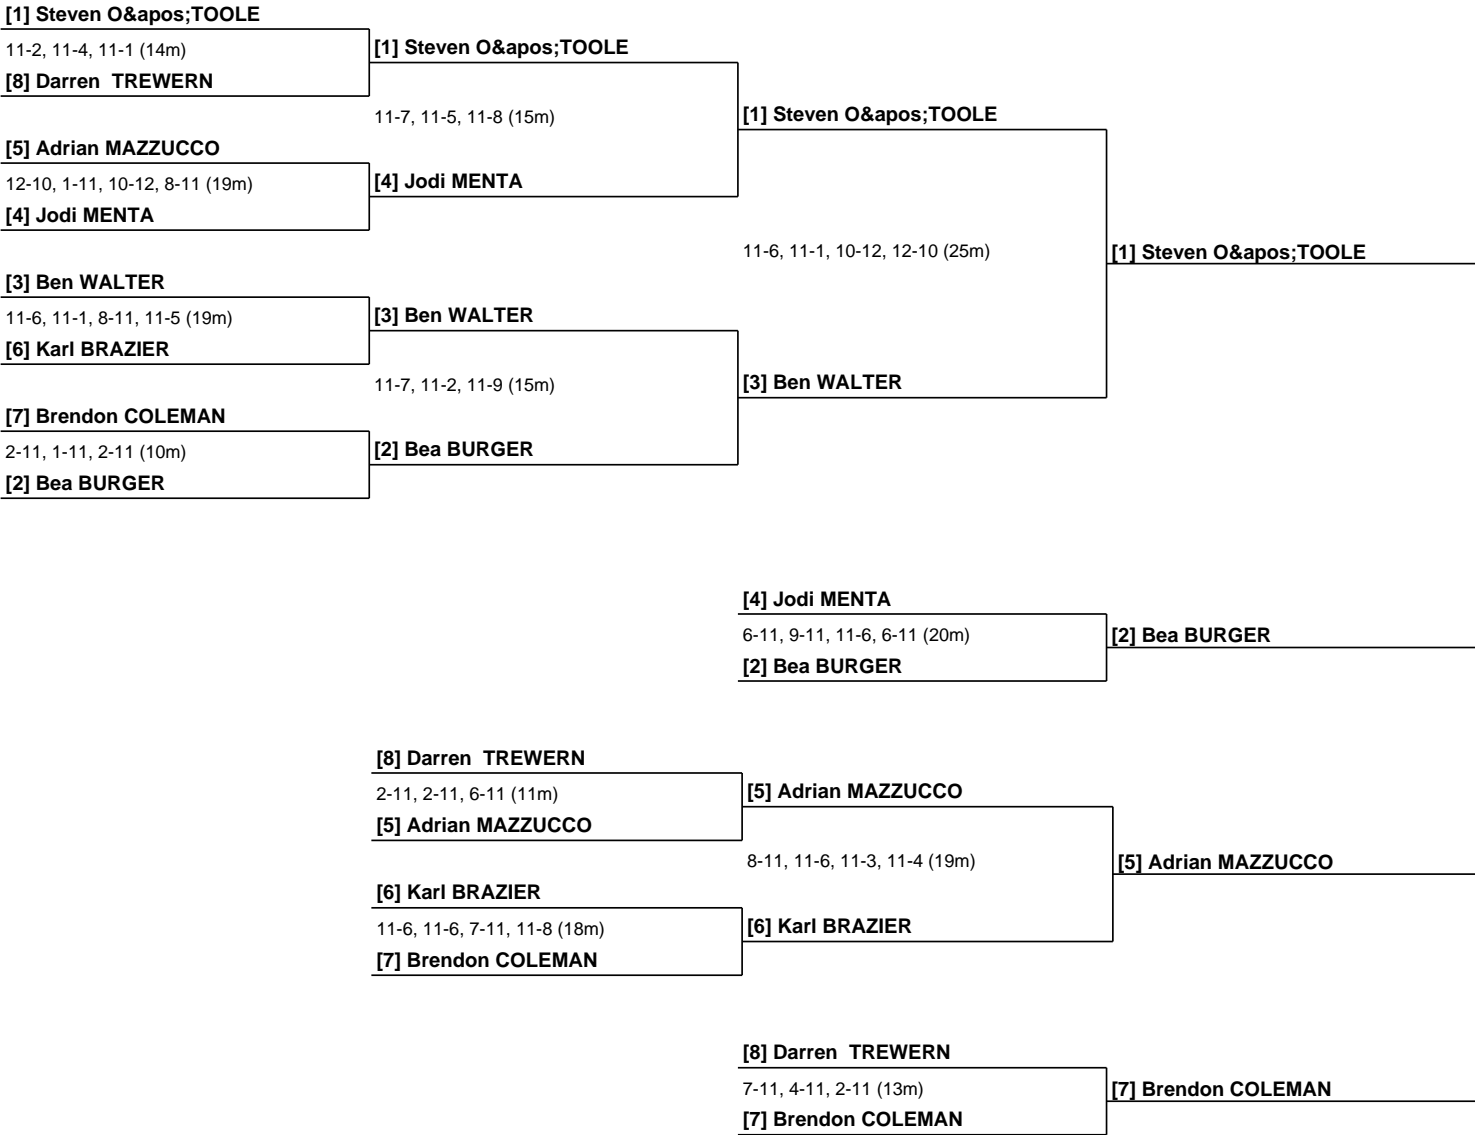 [1] Steven O&apos;TOOLE
11-2, 11-4, 11-1 (14m)
[8] Darren  TREWERN
[5] Adrian MAZZUCCO
12-10, 1-11, 10-12, 8-11 (19m)
[4] Jodi MENTA
[3] Ben WALTER
11-6, 11-1, 8-11, 11-5 (19m)
[6] Karl BRAZIER
[7] Brendon COLEMAN
2-11, 1-11, 2-11 (10m)
[2] Bea BURGER
[1] Steven O&apos;TOOLE
11-7, 11-5, 11-8 (15m)
[4] Jodi MENTA
[3] Ben WALTER
11-7, 11-2, 11-9 (15m)
[2] Bea BURGER
[1] Steven O&apos;TOOLE
11-6, 11-1, 10-12, 12-10 (25m)
[3] Ben WALTER
[1] Steven O&apos;TOOLE
[4] Jodi MENTA
6-11, 9-11, 11-6, 6-11 (20m)
[2] Bea BURGER
[2] Bea BURGER
[8] Darren  TREWERN
2-11, 2-11, 6-11 (11m)
[5] Adrian MAZZUCCO
[6] Karl BRAZIER
11-6, 11-6, 7-11, 11-8 (18m)
[7] Brendon COLEMAN
[5] Adrian MAZZUCCO
8-11, 11-6, 11-3, 11-4 (19m)
[6] Karl BRAZIER
[5] Adrian MAZZUCCO
[8] Darren  TREWERN
7-11, 4-11, 2-11 (13m)
[7] Brendon COLEMAN
[7] Brendon COLEMAN